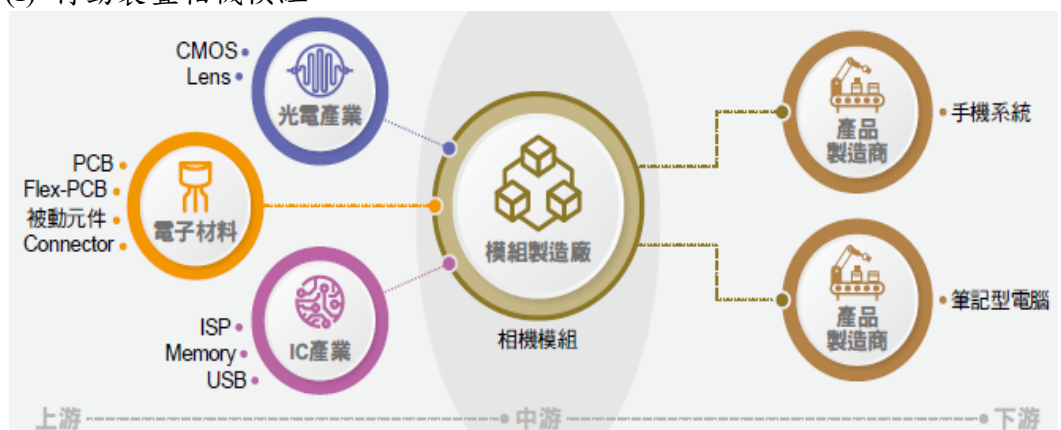 CMOS
Lens
光電產業
PCB
Flex-PCB
被動元件
Connector
電子材料
ISP
Memory
USB
IC產業
模組製造廠
相機模組
產品
製造商
手機系統
產品
製造商
筆記型電腦
上游
中游
下游